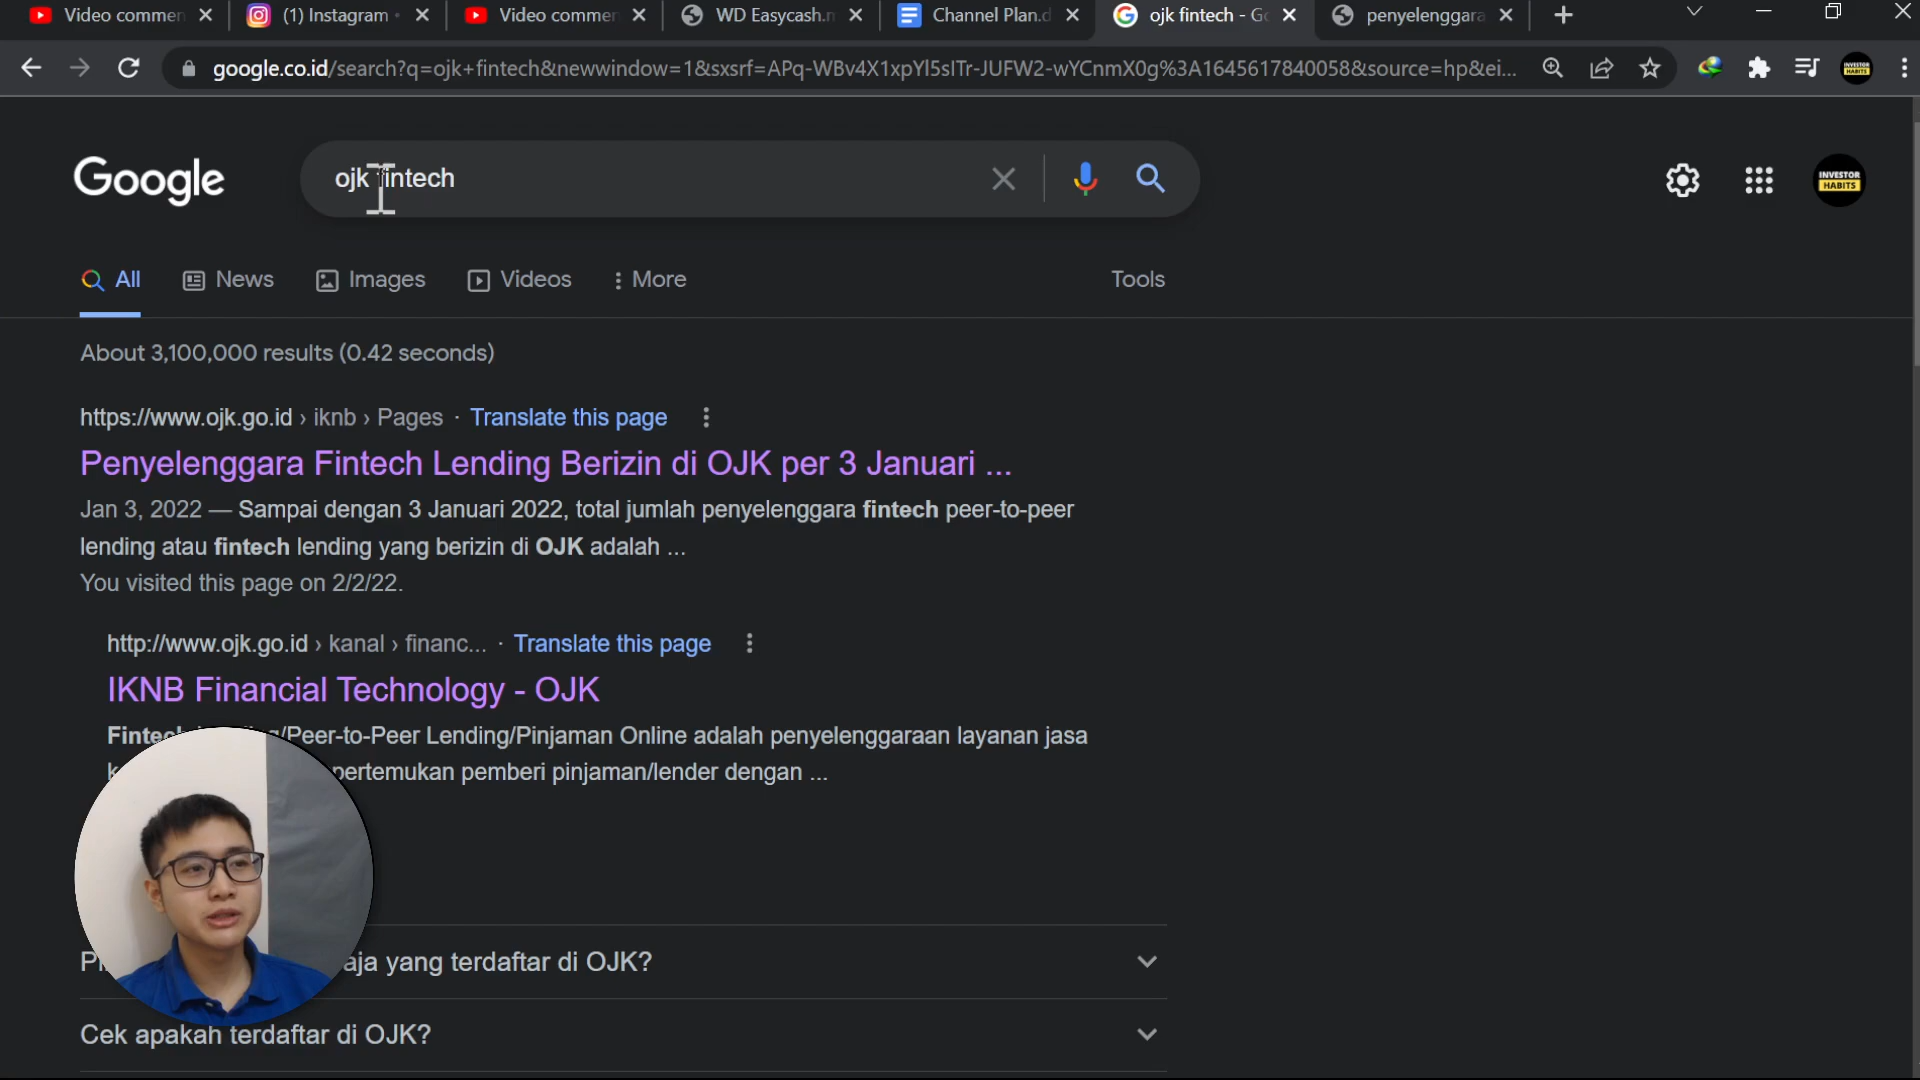 Video commen
(1) Instagram
Video commen
WD Easycash.m
Channel Plan.d
ojk fintech - Go
penyelenggara
google.co.id/search?q=ojk+fintech&newwindow=1&sxsrf=APq-WBv4X1xpYl5slTr-JUFW2-wYCnmX0g%3A1645617840058&source=hp&ei...
INVESTOR
HABITS
Google
ojk fintech
INVESTOR
HABITS
All
News
Images
Videos
More
Tools
About 3,100,000 results (0.42 seconds)
https://www.ojk.go.id › iknb › Pages · Translate this page
Penyelenggara Fintech Lending Berizin di OJK per 3 Januari ...
Jan 3, 2022 — Sampai dengan 3 Januari 2022, total jumlah penyelenggara fintech peer-to-peer
lending atau fintech lending yang berizin di OJK adalah ...
You visited this page on 2/2/22.
http://www.ojk.go.id › kanal › financ... · Translate this page
IKNB Financial Technology - OJK
/Peer-to-Peer Lending/Pinjaman Online adalah penyelenggaraan layanan jasa
pertemukan pemberi pinjaman/lender dengan ...
aja yang terdaftar di OJK?
Cek apakah terdaftar di OJK?